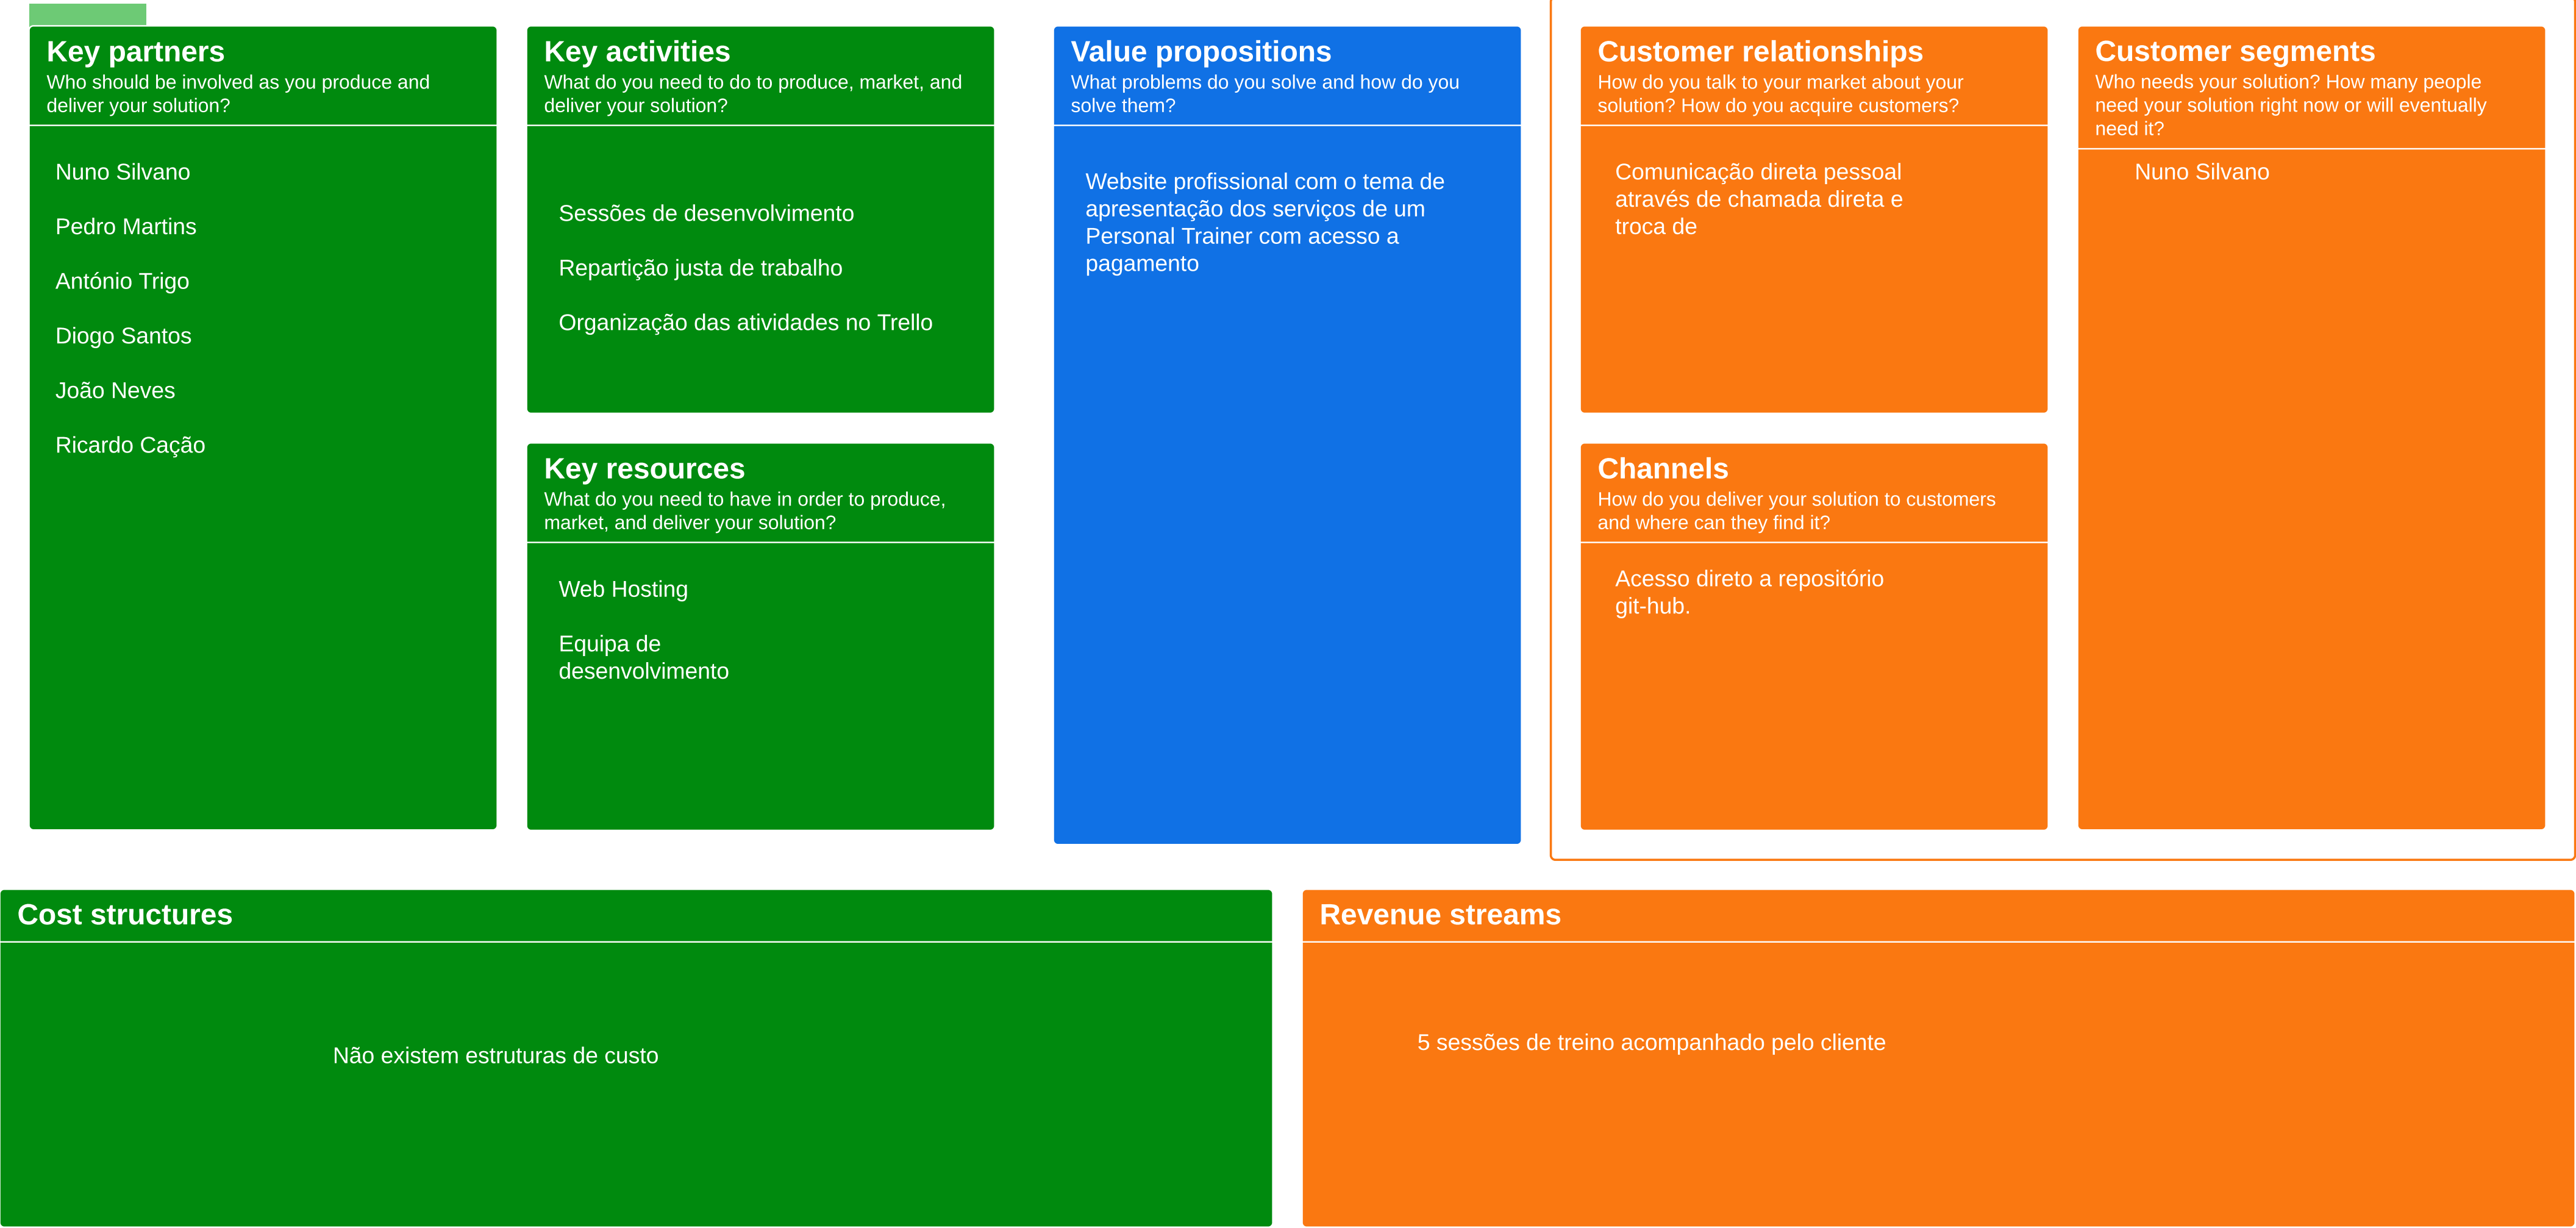 Key partners
Who should be involved as you produce and
deliver your solution?
Nuno Silvano
Pedro Martins
António Trigo
Diogo Santos
João Neves
Ricardo Cação
Key activities
What do you need to do to produce, market, and
deliver your solution?
Sessões de desenvolvimento
Repartição justa de trabalho
Organização das atividades no Trello
Key resources
What do you need to have in order to produce,
market, and deliver your solution?
Web Hosting
Equipa de
desenvolvimento
Value propositions
What problems do you solve and how do you
solve them?
Website profissional com o tema de
apresentação dos serviços de um
Personal Trainer com acesso a
pagamento
Customer relationships
How do you talk to your market about your
solution? How do you acquire customers?
Comunicação direta pessoal
através de chamada direta e
troca de
Channels
How do you deliver your solution to customers
and where can they find it?
Acesso direto a repositório
git-hub.
Customer segments
Who needs your solution? How many people
need your solution right now or will eventually
need it?
Nuno Silvano
Cost structures
Não existem estruturas de custo
Revenue streams
5 sessões de treino acompanhado pelo cliente